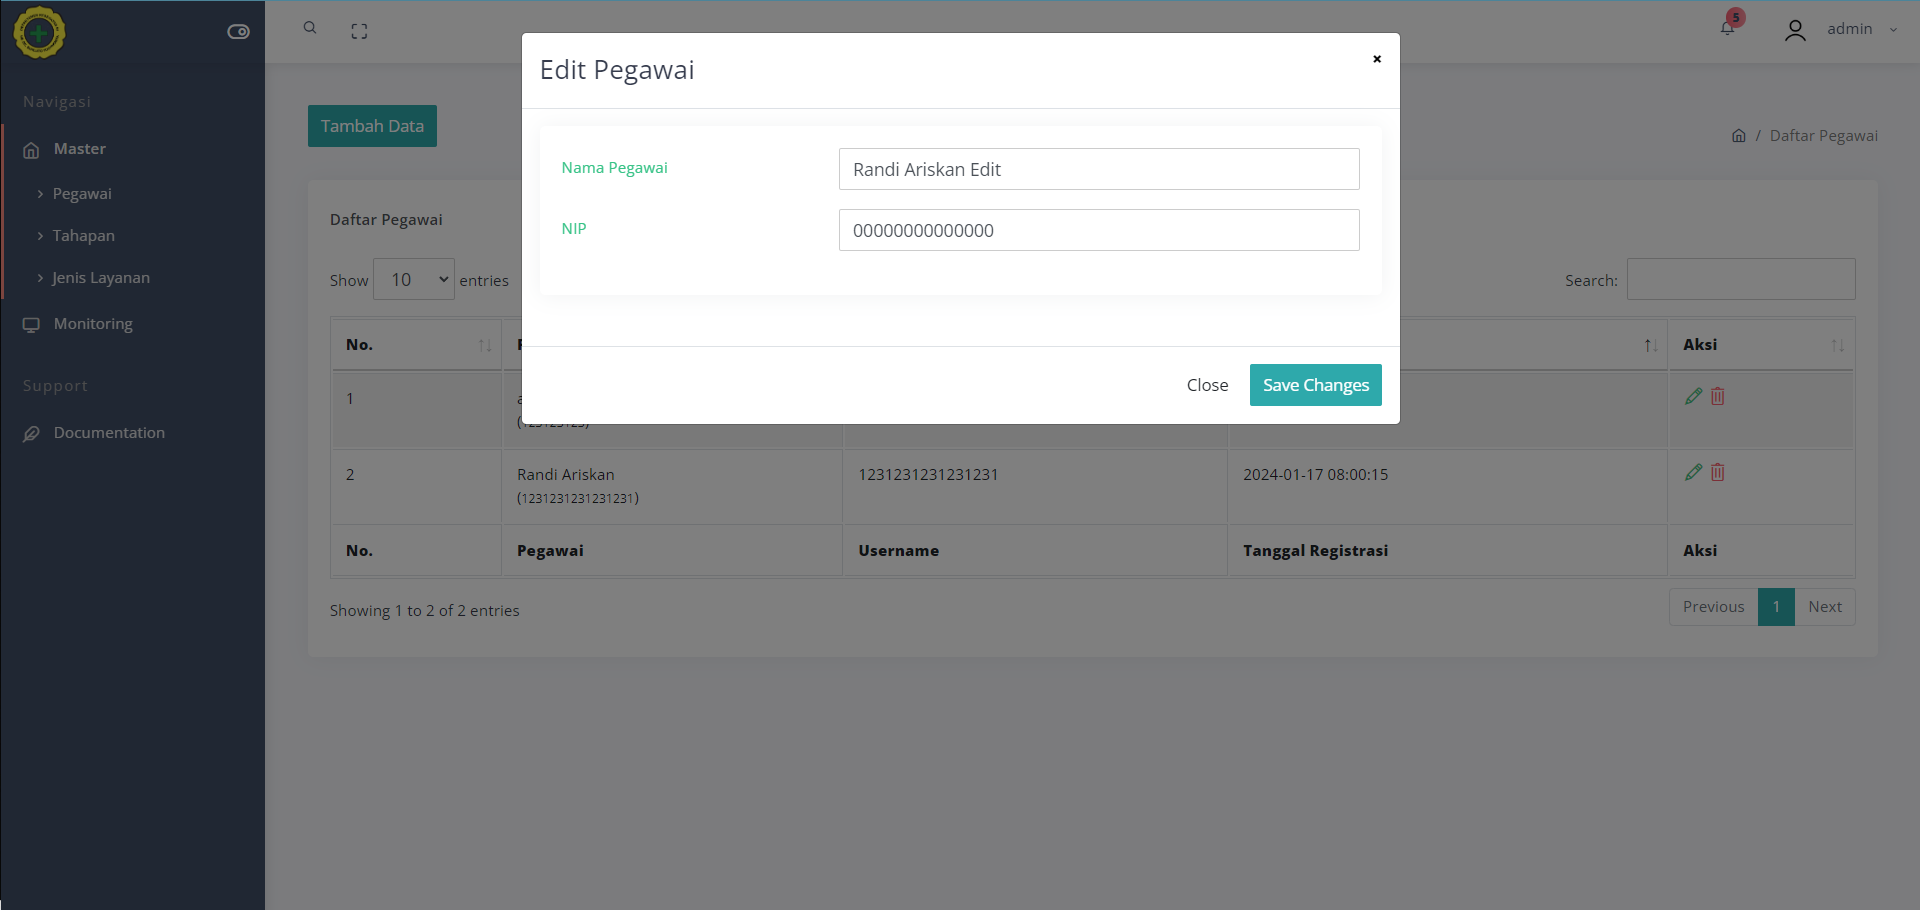 5
admin
Navigasi
Master
Pegawai
Tahapan
Jenis Layanan
Monitoring
Support
Documentation
Tambah Data
/ Daftar Pegawai
Edit Pegawai
×
Nama Pegawai
Randi Ariskan Edit
NIP
00000000000000
Close
Save Changes
Daftar Pegawai
Show 10 entries
Search:
No.
Aksi
1
2
Randi Ariskan
(1231231231231231)
1231231231231231
2024-01-17 08:00:15
No.
Pegawai
Username
Tanggal Registrasi
Aksi
Showing 1 to 2 of 2 entries
Previous
1
Next